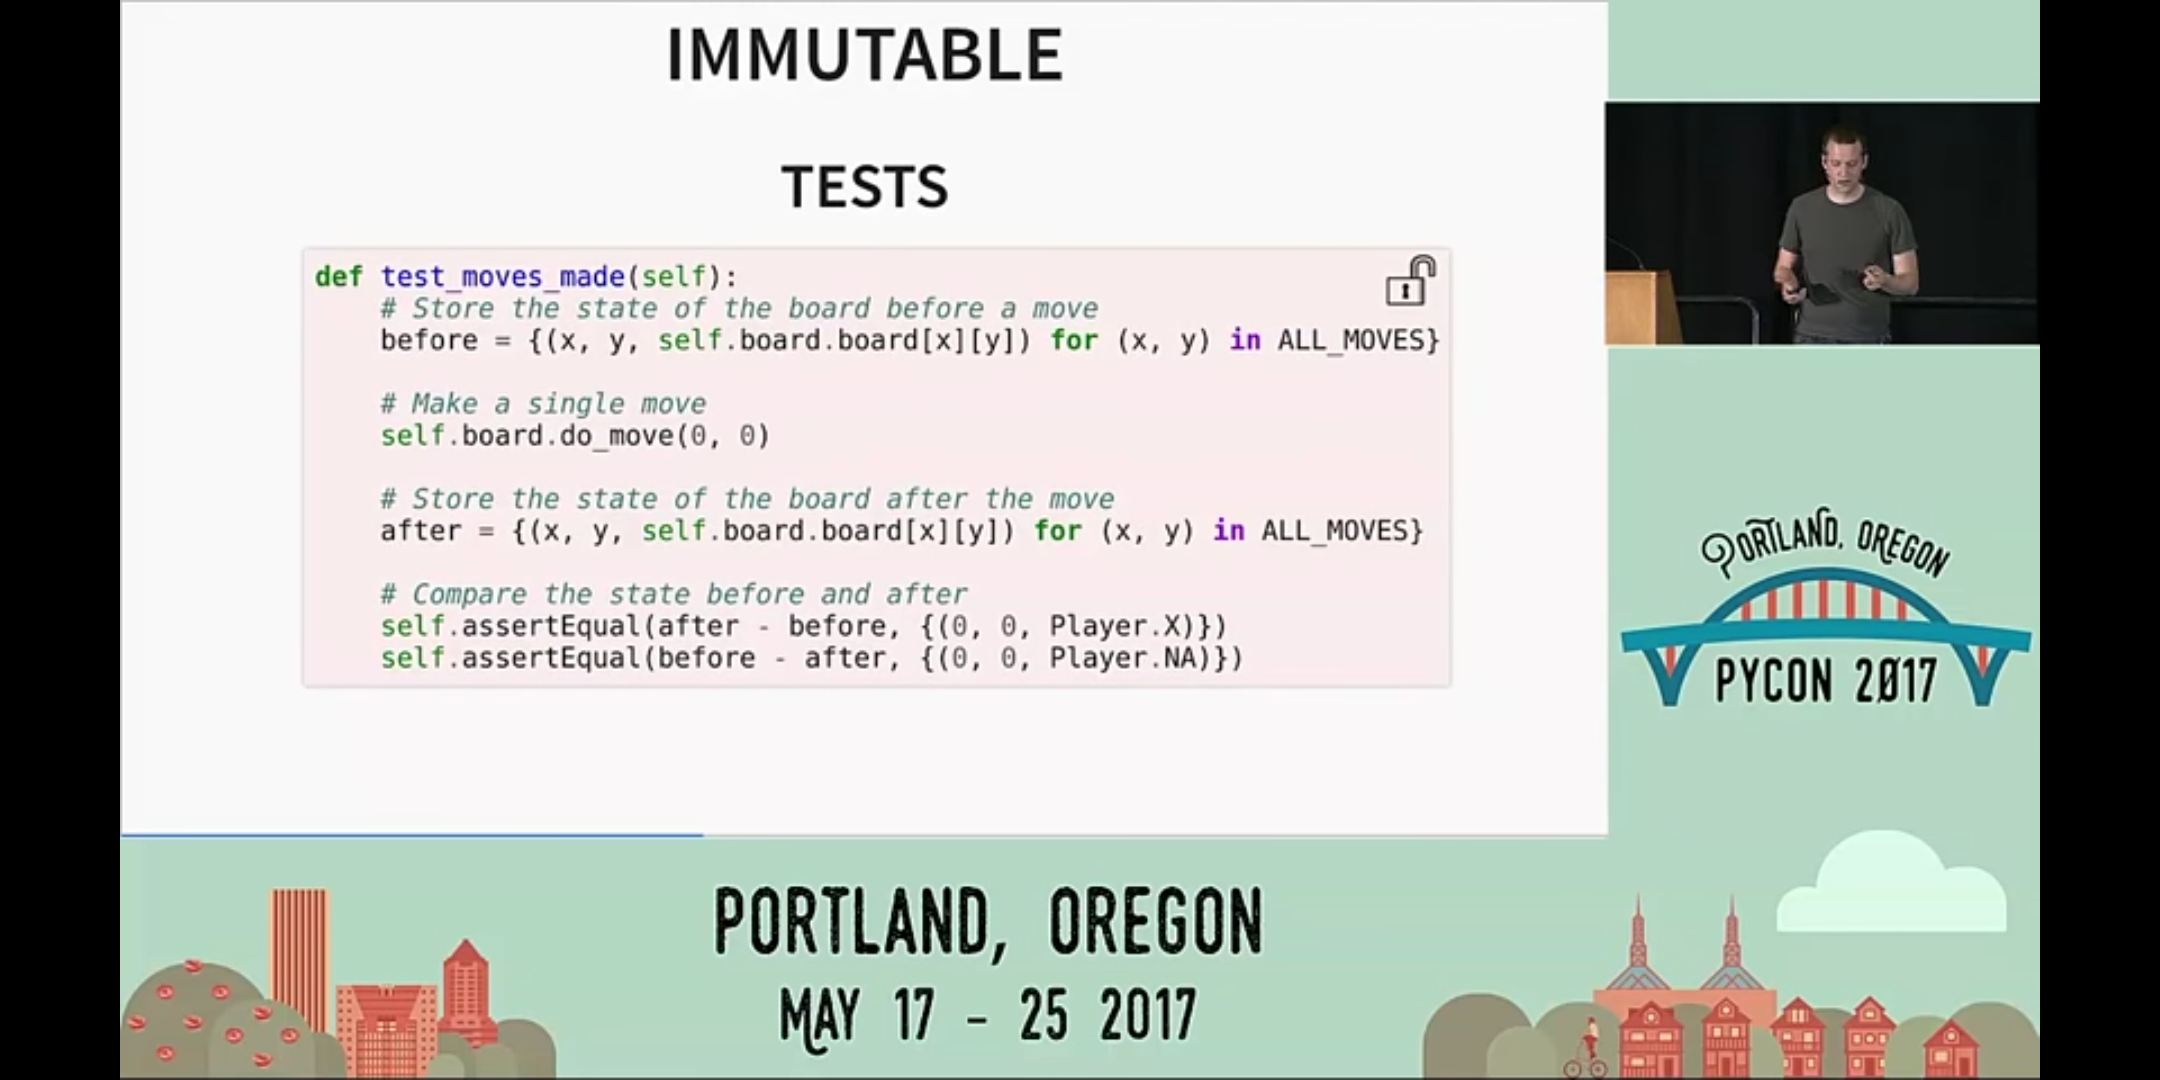 IMMUTABLE
TESTS
def test_moves_made(self):
    # Store the state of the board before a move
    before = {(x, y, self.board.board[x][y]) for (x, y) in ALL_MOVES}

    # Make a single move
    self.board.do_move(0, 0)

    # Store the state of the board after the move
    after = {(x, y, self.board.board[x][y]) for (x, y) in ALL_MOVES}

    # Compare the state before and after
    self.assertEqual(after - before, {(0, 0, Player.X)})
    self.assertEqual(before - after, {(0, 0, Player.NA)})
PORTLAND, OREGON
PYCON 2017
PORTLAND, OREGON
MAY 17 - 25 2017